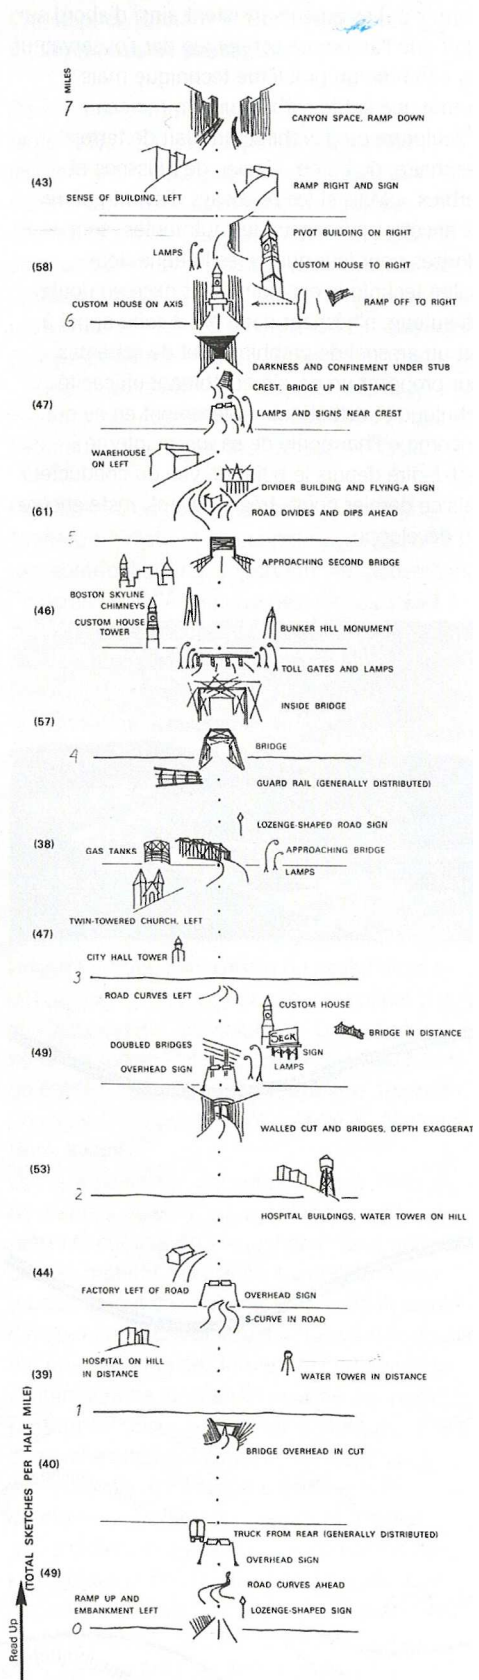 MILES
7
CANYON SPACE, RAMP DOWN
(43)
RAMP RIGHT AND SIGN
SENSE OF BUILDING, LEFT
PIVOT BUILDING ON RIGHT
LAMPS
(58)
CUSTOM HOUSE TO RIGHT
CUSTOM HOUSE ON AXIS
RAMP OFF TO RIGHT
6
DARKNESS AND CONFINEMENT UNDER STUB
CREST, BRIDGE UP IN DISTANCE
(47)
LAMPS AND SIGNS NEAR CREST
WAREHOUSE
ON LEFT
DIVIDER BUILDING AND FLYING-A SIGN
(61)
ROAD DIVIDES AND DIPS AHEAD
5
APPROACHING SECOND BRIDGE
BOSTON SKYLINE
CHIMNEYS
(46)
CUSTOM HOUSE
TOWER
BUNKER HILL MONUMENT
TOLL GATES AND LAMPS
INSIDE BRIDGE
(57)
BRIDGE
4
GUARD RAIL (GENERALLY DISTRIBUTED)
LOZENGE-SHAPED ROAD SIGN
(38)
GAS TANKS
APPROACHING BRIDGE
LAMPS
TWIN-TOWERED CHURCH, LEFT
(47)
CITY HALL TOWER
3
ROAD CURVES LEFT
CUSTOM HOUSE
BRIDGE IN DISTANCE
SECK
DOUBLED BRIDGES
(49)
SIGN
OVERHEAD SIGN
LAMPS
WALLED CUT AND BRIDGES, DEPTH EXAGGERAT
(53)
2
HOSPITAL BUILDINGS, WATER TOWER ON HILL
(44)
FACTORY LEFT OF ROAD
OVERHEAD SIGN
S-CURVE IN ROAD
HOSPITAL ON HILL
IN DISTANCE
(39)
WATER TOWER IN DISTANCE
1
BRIDGE OVERHEAD IN CUT
(40)
TRUCK FROM REAR (GENERALLY DISTRIBUTED)
OVERHEAD SIGN
(49)
ROAD CURVES AHEAD
RAMP UP AND
EMBANKMENT LEFT
LOZENGE-SHAPED SIGN
0
(TOTAL SKETCHES PER HALF MILE)
Read Up